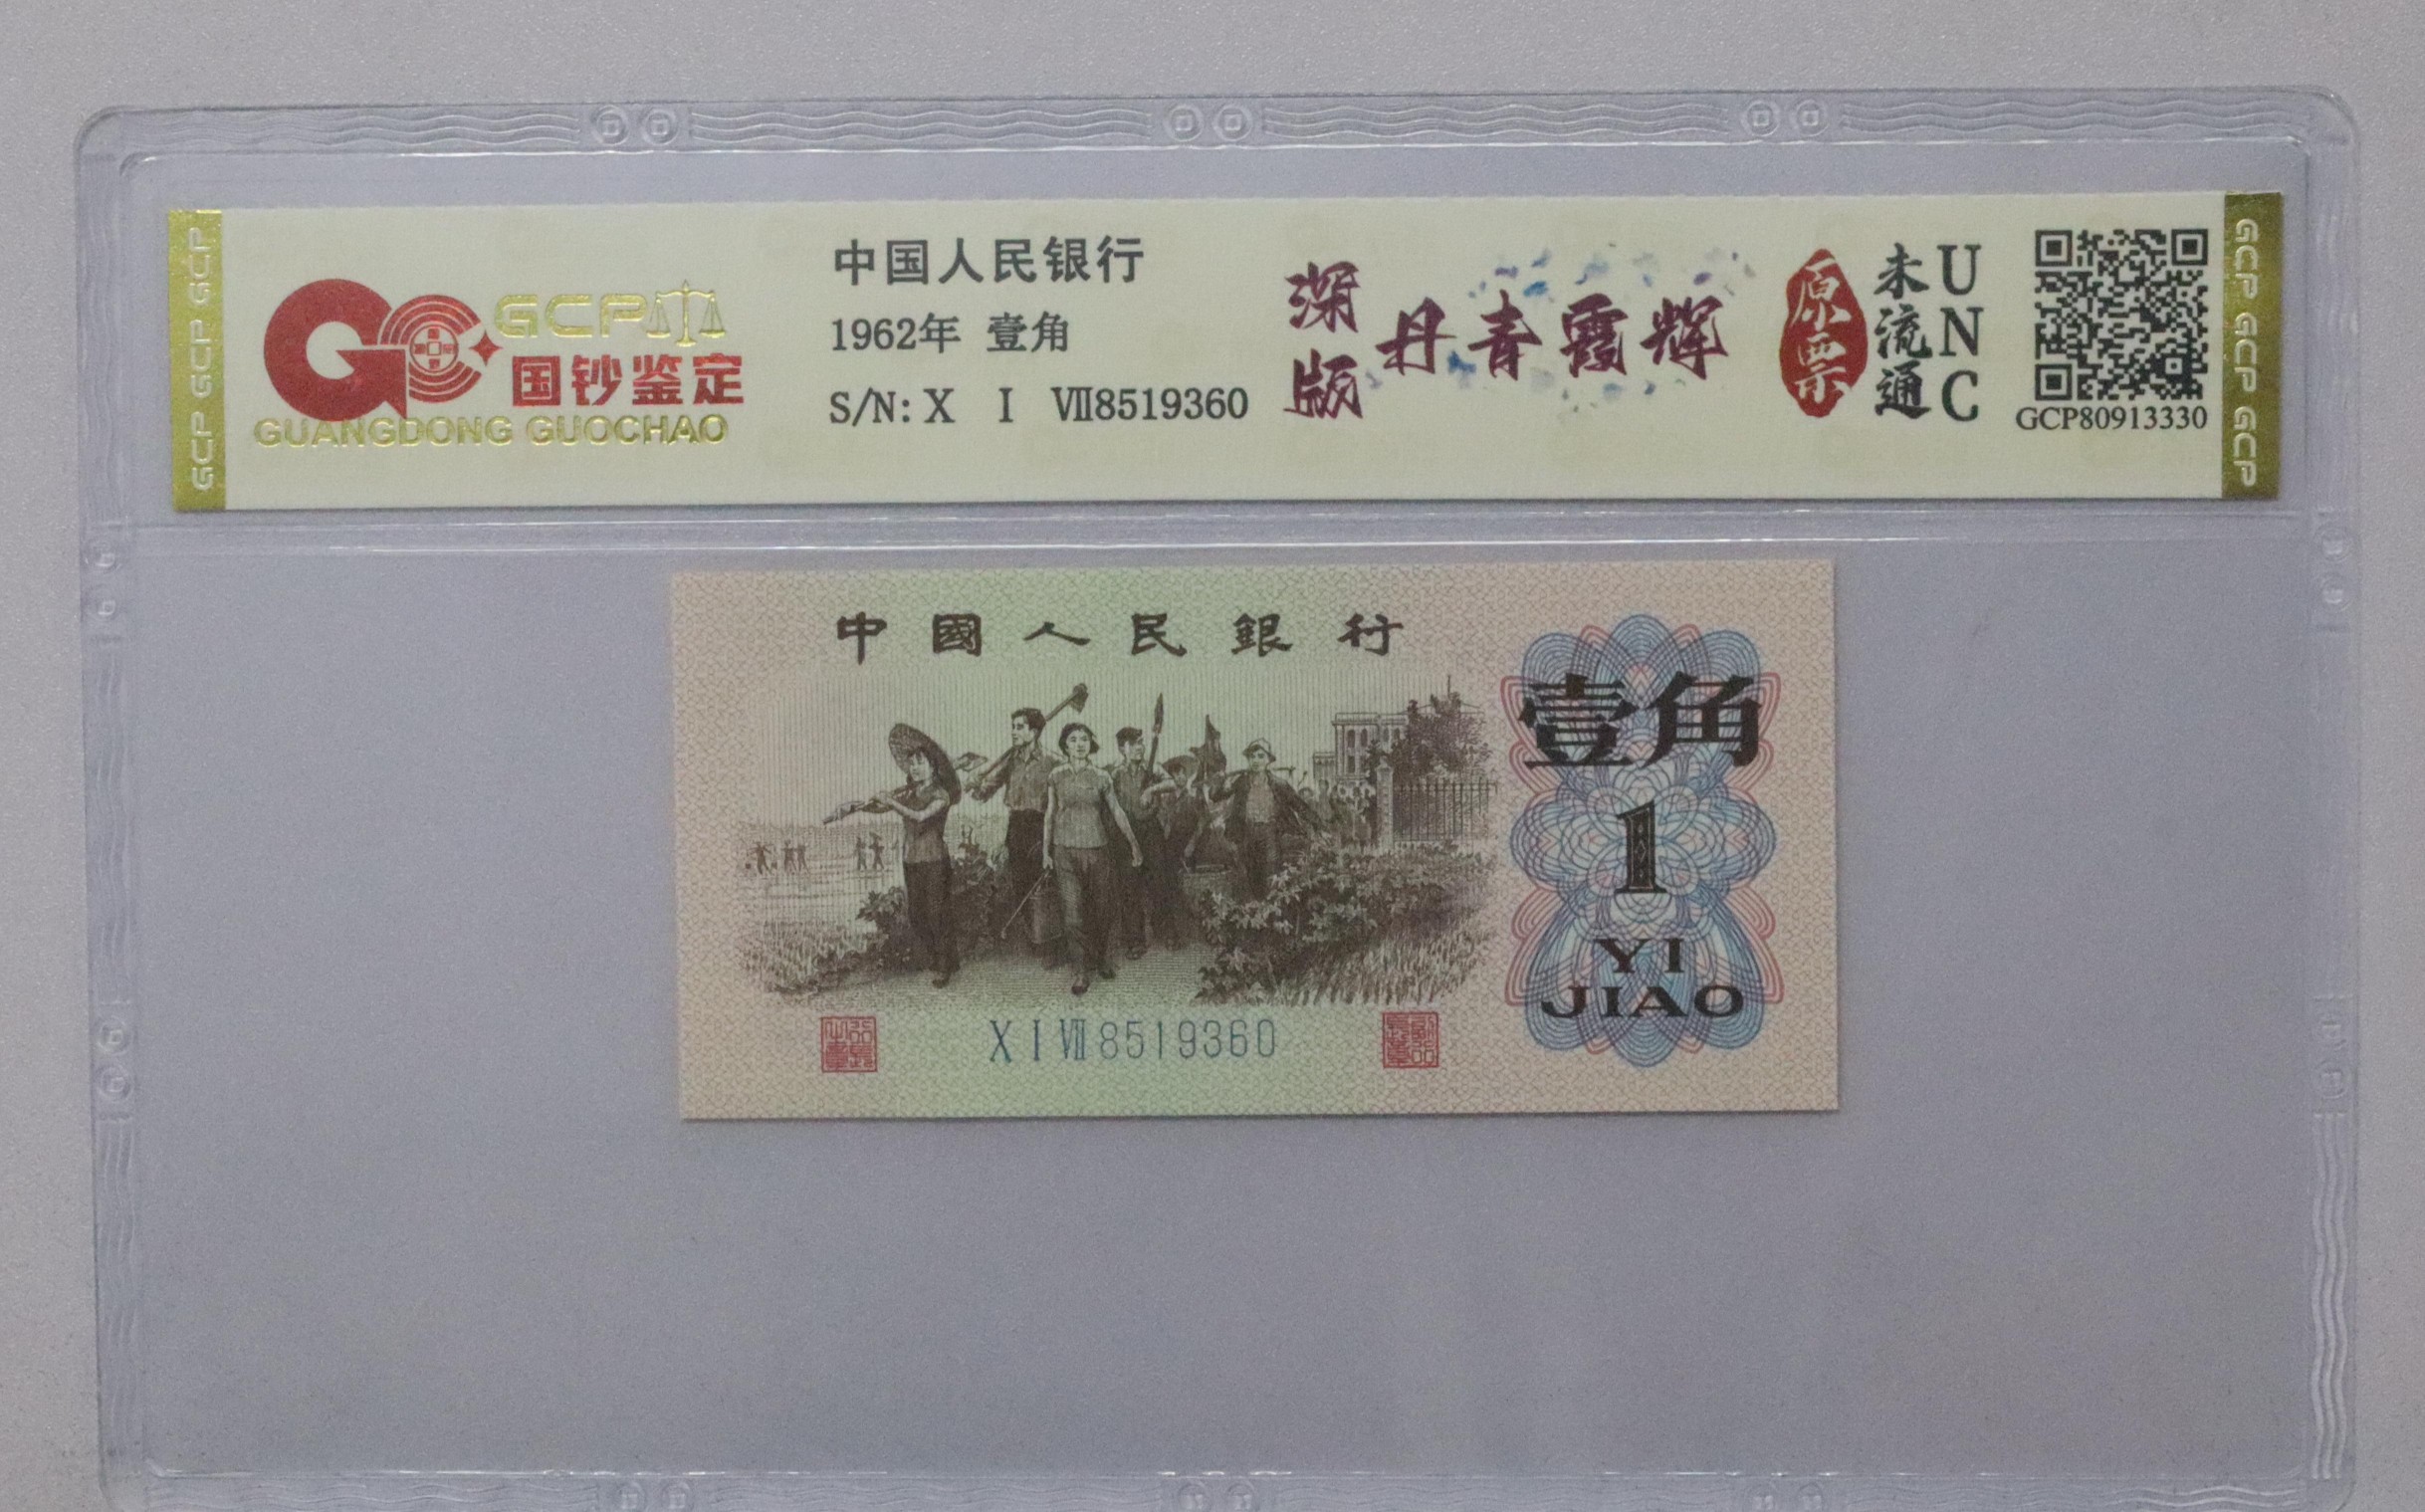 GCP GCP GCP
GCP
国钞鉴定
GUANGDONG GUOCHAO
中国人民银行
1962年 壹角
S/N: X I Ⅶ8519360
深版
丹青霞辉
原票
未流通
UNC
GCP80913330
GCP GCP GCP
中國人民銀行
壹角
1
YI
JIAO
X I Ⅶ 8519360